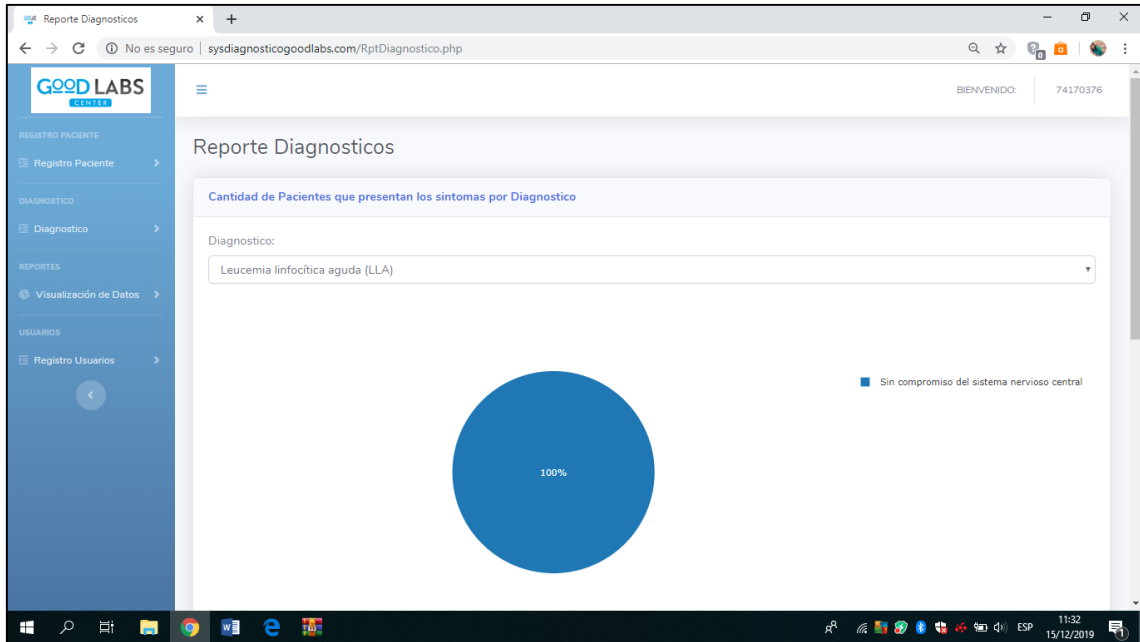 Reporte Diagnosticos
No es seguro | sysdiagnosticogoodlabs.com/RptDiagnostico.php
GOOD LABS
CENTER
BIENVENIDO: 74170376
REGISTRO PACIENTE
Registro Paciente
DIAGNOSTICO
Diagnostico
REPORTES
Visualización de Datos
USUARIOS
Registro Usuarios
Reporte Diagnosticos
Cantidad de Pacientes que presentan los sintomas por Diagnostico
Diagnostico:
Leucemia linfocítica aguda (LLA)
Sin compromiso del sistema nervioso central
100%
ESP
11:32
15/12/2019